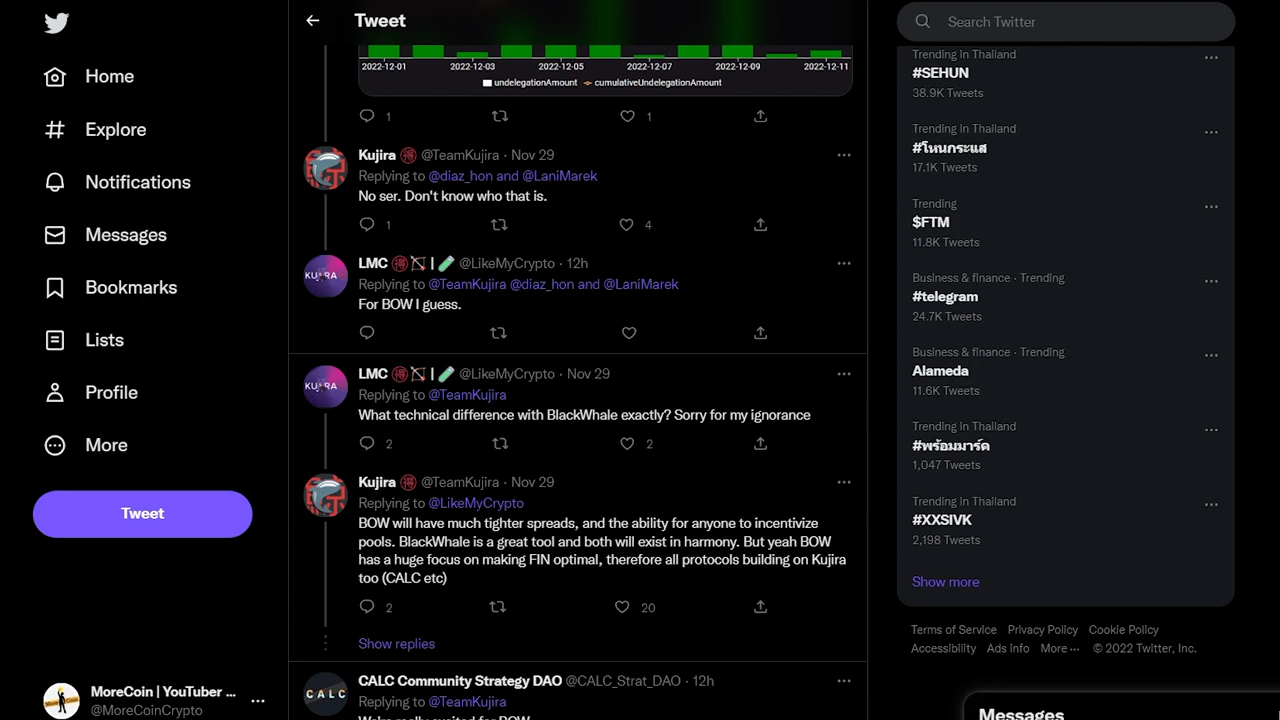 Home
Explore
Notifications
Messages
Bookmarks
Lists
Profile
More
Tweet
MoreCoin | YouTuber ...
@MoreCoinCrypto
Tweet
2022-12-01 2022-12-03 2022-12-05 2022-12-07 2022-12-09 2022-12-11
undelegationAmount cumulativeUndelegationAmount
1 1
Kujira 得 @TeamKujira · Nov 29
Replying to @diaz_hon and @LaniMarek
No ser. Don't know who that is.
1 4
LMC 得 | @LikeMyCrypto · 12h
Replying to @TeamKujira @diaz_hon and @LaniMarek
For BOW I guess.
LMC 得 | @LikeMyCrypto · Nov 29
Replying to @TeamKujira
What technical difference with BlackWhale exactly? Sorry for my ignorance
2 2
Kujira 得 @TeamKujira · Nov 29
Replying to @LikeMyCrypto
BOW will have much tighter spreads, and the ability for anyone to incentivize
pools. BlackWhale is a great tool and both will exist in harmony. But yeah BOW
has a huge focus on making FIN optimal, therefore all protocols building on Kujira
too (CALC etc)
2 20
Show replies
CALC
CALC Community Strategy DAO @CALC_Strat_DAO · 12h
Replying to @TeamKujira
We're really excited for BOW
Search Twitter
Trending in Thailand
#SEHUN
38.9K Tweets
Trending in Thailand
#โหนกระแส
17.1K Tweets
Trending
$FTM
11.8K Tweets
Business & finance · Trending
#telegram
24.7K Tweets
Business & finance · Trending
Alameda
11.6K Tweets
Trending in Thailand
#พร้อมมาร์ค
1,047 Tweets
Trending in Thailand
#XXSIVK
2,198 Tweets
Show more
Terms of Service Privacy Policy Cookie Policy
Accessibility Ads Info More ··· © 2022 Twitter, Inc.
Messages